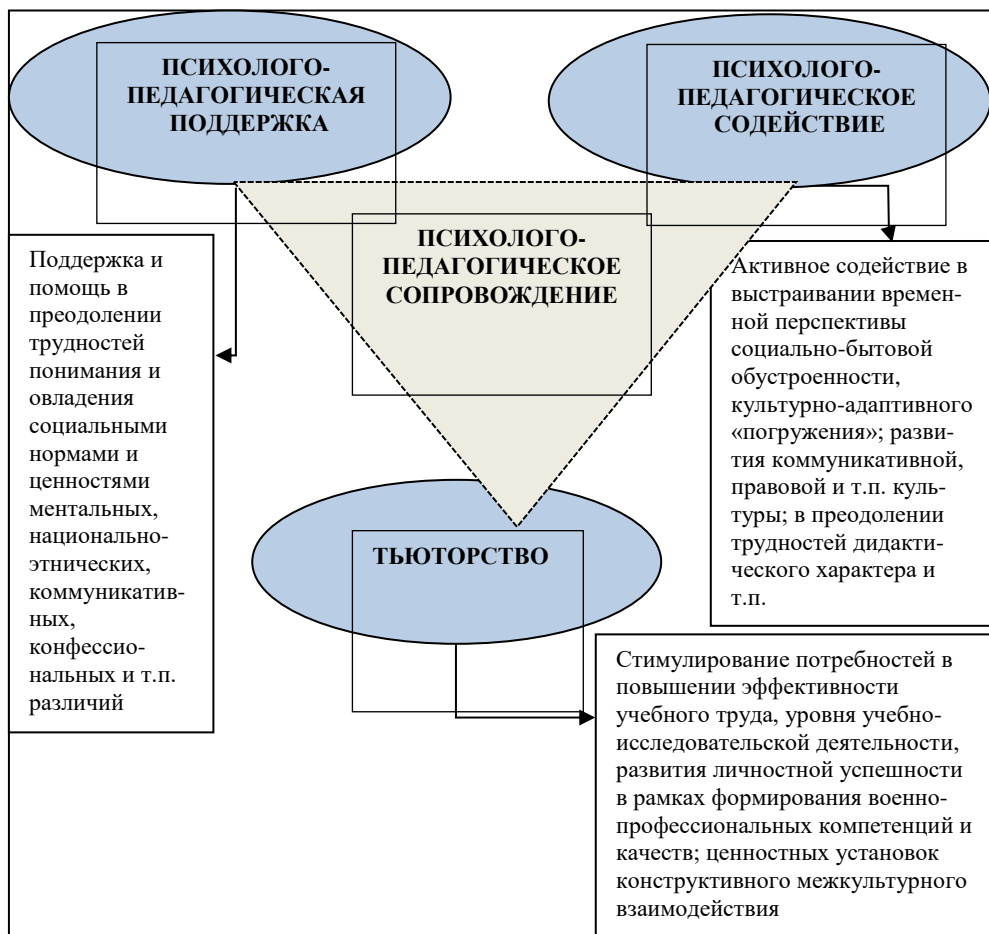 ПСИХОЛОГО-
ПЕДАГОГИЧЕСКАЯ
ПОДДЕРЖКА
ПСИХОЛОГО-
ПЕДАГОГИЧЕСКОЕ
СОДЕЙСТВИЕ
ПСИХОЛОГО-
ПЕДАГОГИЧЕСКОЕ
СОПРОВОЖДЕНИЕ
Поддержка и
помощь в
преодолении
трудностей
понимания и
овладения
социальными
нормами и
ценностями
ментальных,
национально-
этнических,
коммуникатив-
ных,
конфессио-
нальных и т.п.
различий
Активное содействие в
выстраивании времен-
ной перспективы
социально-бытовой
обустроенности,
культурно-адаптивного
«погружения»; разви-
тия коммуникативной,
правовой и т.п. куль-
туры; в преодолении
трудностей дидакти-
ческого характера и
т.п.
ТЬЮТОРСТВО
Стимулирование потребностей в
повышении эффективности
учебного труда, уровня учебно-
исследовательской деятельности,
развития личностной успешности
в рамках формирования военно-
профессиональных компетенций и
качеств; ценностных установок
конструктивного межкультурного
взаимодействия